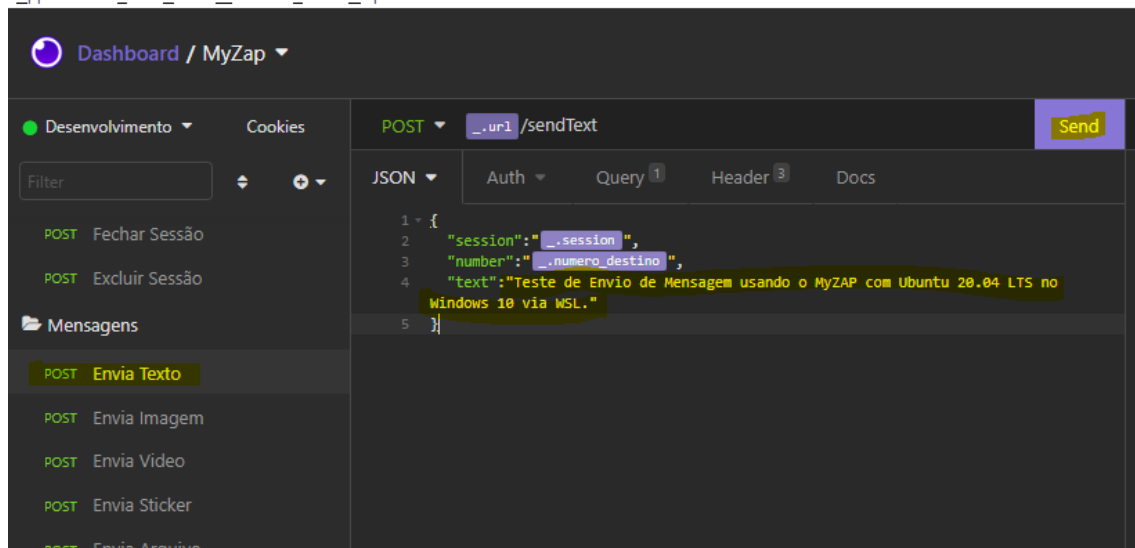 Dashboard / MyZap
Desenvolvimento Cookies
POST _.url /sendText Send
Filter
JSON Auth Query 1 Header 3 Docs
POST Fechar Sessão
POST Excluir Sessão
Mensagens
POST Envia Texto
POST Envia Imagem
POST Envia Video
POST Envia Sticker
POST Envia Arquivo
1 {
2 "session":" _.session ",
3 "number":" _.numero_destino ",
4 "text":"Teste de Envio de Mensagem usando o MyZAP com Ubuntu 20.04 LTS no
Windows 10 via WSL."
5 }